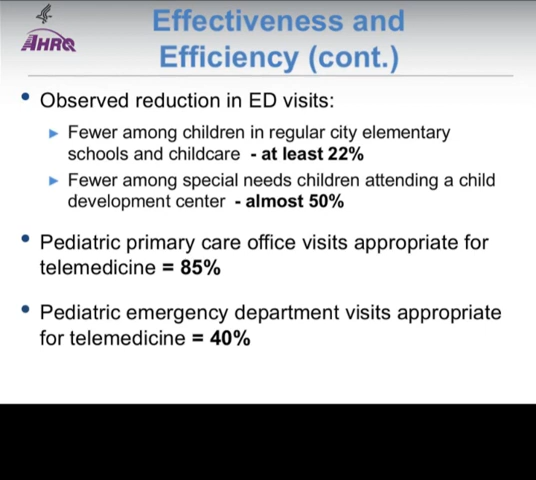 AHRQ
Effectiveness and
Efficiency (cont.)
• Observed reduction in ED visits:
► Fewer among children in regular city elementary
schools and childcare - at least 22%
► Fewer among special needs children attending a child
development center - almost 50%
• Pediatric primary care office visits appropriate for
telemedicine = 85%
• Pediatric emergency department visits appropriate
for telemedicine = 40%